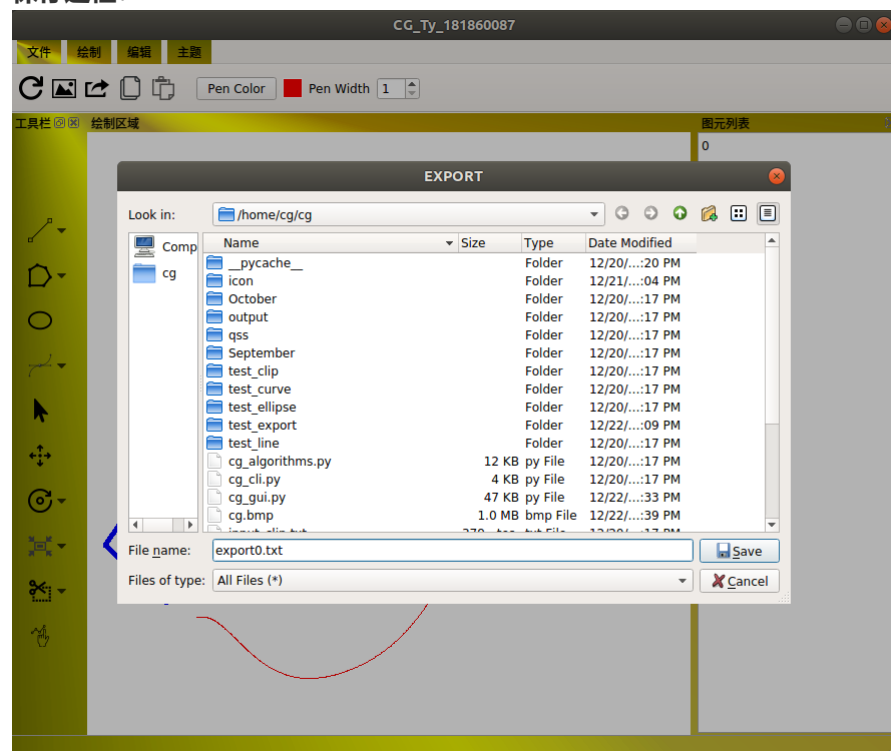 CG_Ty_181860087
文件 绘制 编辑 主题
Pen Color Pen Width 1
工具栏 绘制区域 图元列表
0
EXPORT
Look in: /home/cg/cg
Comp
cg
Name Size Type Date Modified
__pycache__ Folder 12/20/...:20 PM
icon Folder 12/21/...:04 PM
October Folder 12/20/...:17 PM
output Folder 12/20/...:17 PM
qss Folder 12/20/...:17 PM
September Folder 12/20/...:17 PM
test_clip Folder 12/20/...:17 PM
test_curve Folder 12/20/...:17 PM
test_ellipse Folder 12/20/...:17 PM
test_export Folder 12/22/...:09 PM
test_line Folder 12/20/...:17 PM
cg_algorithms.py 12 KB py File 12/20/...:17 PM
cg_cli.py 4 KB py File 12/20/...:17 PM
cg_gui.py 47 KB py File 12/22/...:33 PM
cg.bmp 1.0 MB bmp File 12/22/...:39 PM
File name: export0.txt Save
Files of type: All Files (*) Cancel